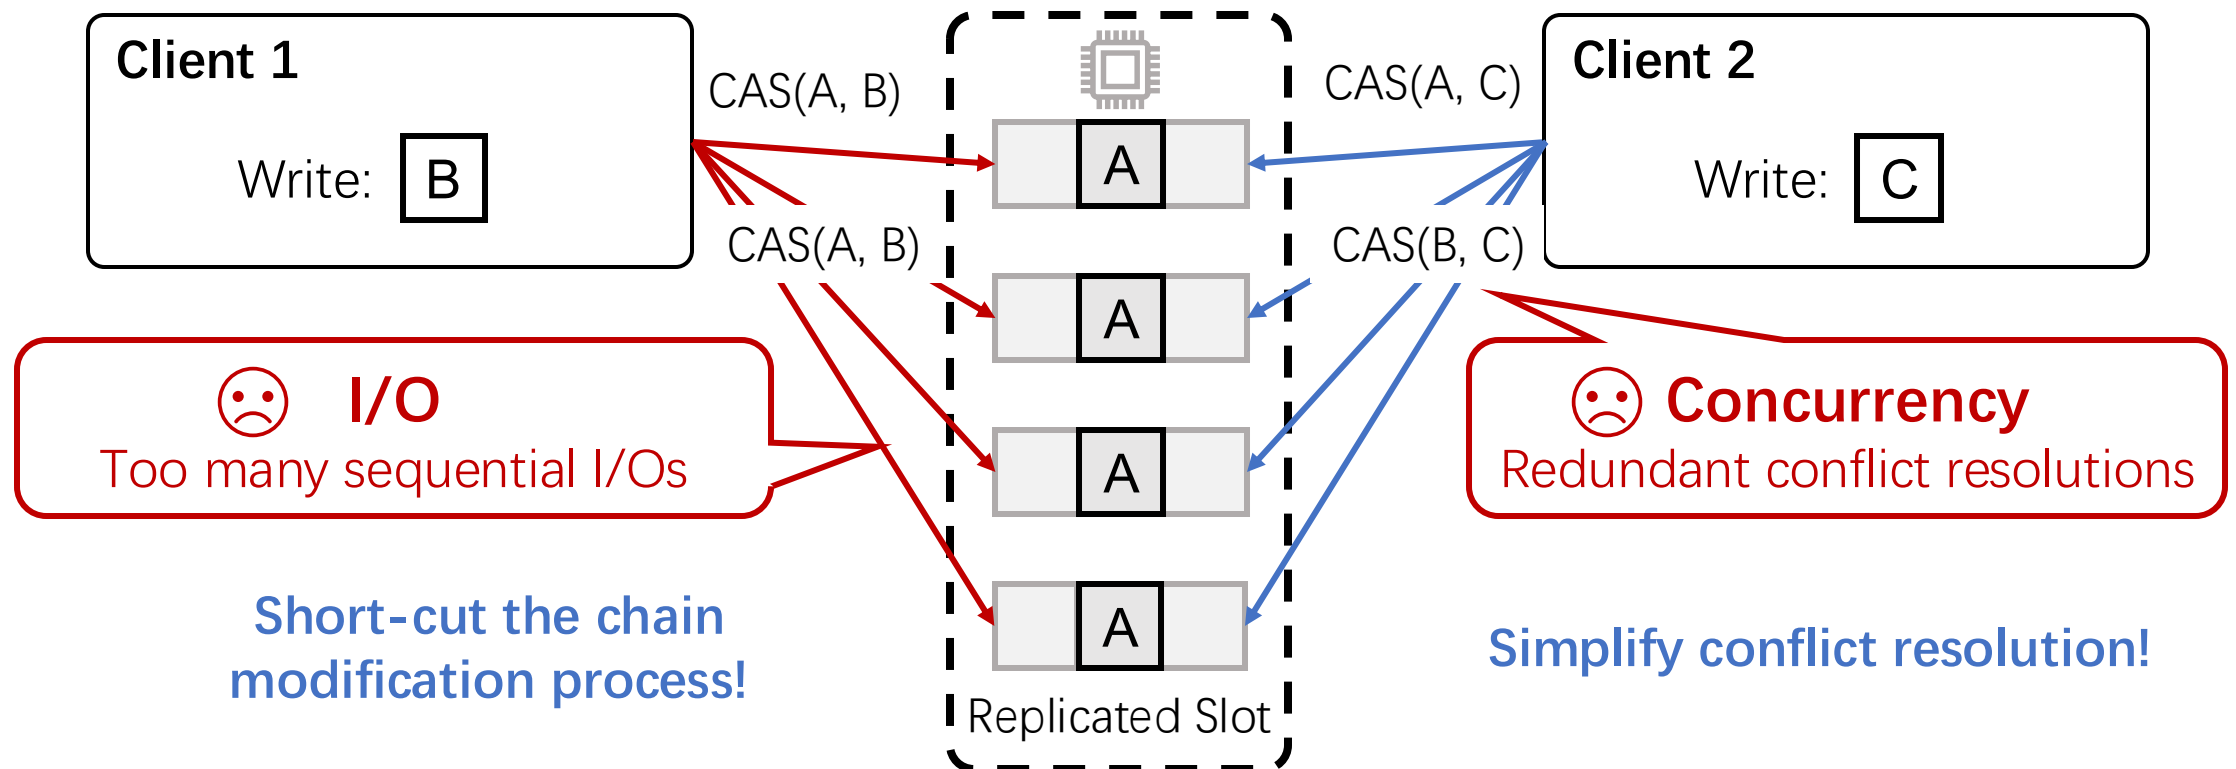 Client 1
Write: B
CAS(A, B)
CAS(A, B)
A
A
A
A
Replicated Slot
CAS(A, C)
CAS(B, C)
Client 2
Write: C
I/O
Too many sequential I/Os
Short-cut the chain
modification process!
Concurrency
Redundant conflict resolutions
Simplify conflict resolution!